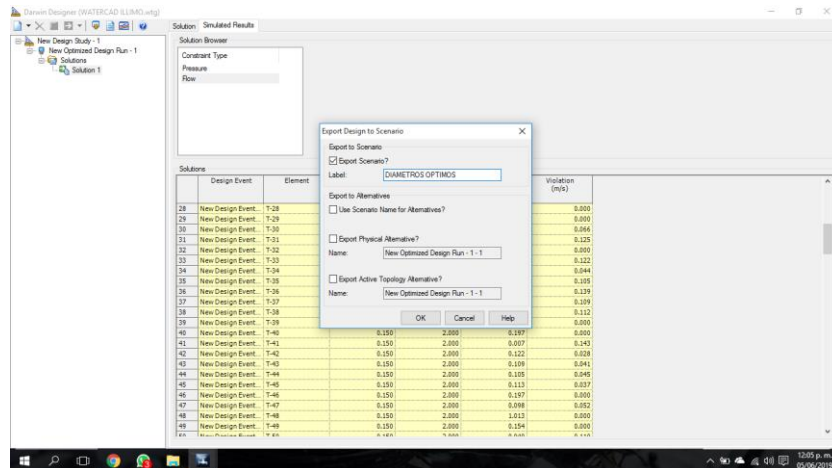 Darwin Designer (WATERCAD ILLIMO.wtg)
Solution Simulated Results
New Design Study - 1
New Optimized Design Run - 1
Solutions
Solution 1
Solution Browser
Constraint Type
Pressure
Flow
Export Design to Scenario
Export to Scenario
Export Scenario?
Label: DIAMETROS OPTIMOS
Export to Alternatives
Use Scenario Name for Alternatives?
Export Physical Alternative?
Name: New Optimized Design Run - 1 - 1
Export Active Topology Alternative?
Name: New Optimized Design Run - 1 - 1
OK Cancel Help
Solutions
Design Event Element Violation (m/s)
28 New Design Event... T-28 0.000
29 New Design Event... T-29 0.000
30 New Design Event... T-30 0.066
31 New Design Event... T-31 0.125
32 New Design Event... T-32 0.000
33 New Design Event... T-33 0.122
34 New Design Event... T-34 0.044
35 New Design Event... T-35 0.105
36 New Design Event... T-36 0.139
37 New Design Event... T-37 0.109
38 New Design Event... T-38 0.112
39 New Design Event... T-39 0.000
40 New Design Event... T-40 0.150 2.000 0.197 0.000
41 New Design Event... T-41 0.150 2.000 0.007 0.143
42 New Design Event... T-42 0.150 2.000 0.122 0.028
43 New Design Event... T-43 0.150 2.000 0.109 0.041
44 New Design Event... T-44 0.150 2.000 0.105 0.045
45 New Design Event... T-45 0.150 2.000 0.113 0.037
46 New Design Event... T-46 0.150 2.000 0.197 0.000
47 New Design Event... T-47 0.150 2.000 0.098 0.052
48 New Design Event... T-48 0.150 2.000 1.013 0.000
49 New Design Event... T-49 0.150 2.000 0.154 0.000
12:05 p. m.
05/06/2019